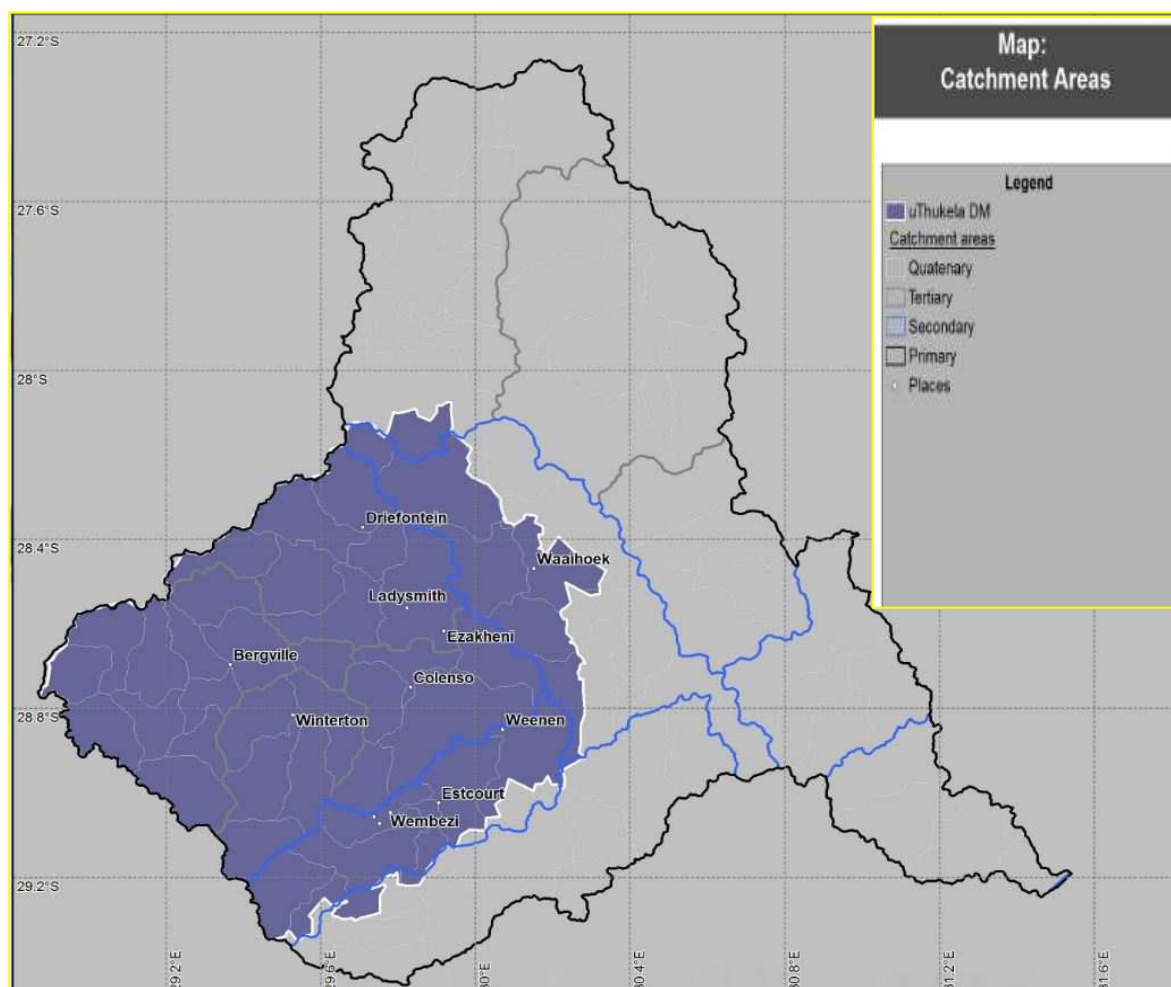 Map:
Catchment Areas
Legend
uThukela DM
Catchment areas
Quatenary
Tertiary
Secondary
Primary
Places
27.2°S
27.6°S
28°S
28.4°S
28.8°S
29.2°S
Driefontein
Waaihoek
Ladysmith
Ezakheni
Bergville
Colenso
Winterton
Weenen
Estcourt
Wembezi
29.2°E
29.6°E
30°E
30.4°E
30.8°E
31.2°E
31.6°E